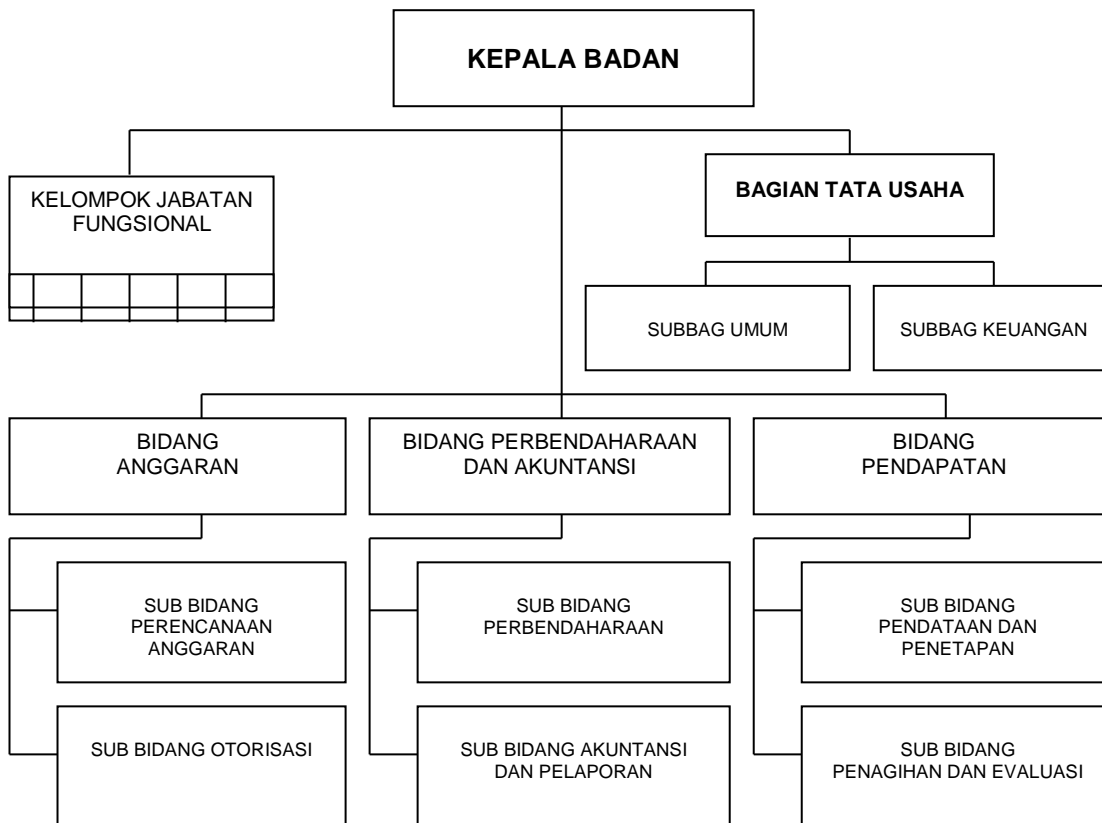 KEPALA BADAN
KELOMPOK JABATAN
FUNGSIONAL
BAGIAN TATA USAHA
SUBBAG UMUM
SUBBAG KEUANGAN
BIDANG
ANGGARAN
BIDANG PERBENDAHARAAN
DAN AKUNTANSI
BIDANG
PENDAPATAN
SUB BIDANG
PERENCANAAN
ANGGARAN
SUB BIDANG
PERBENDAHARAAN
SUB BIDANG
PENDATAAN DAN
PENETAPAN
SUB BIDANG OTORISASI
SUB BIDANG AKUNTANSI
DAN PELAPORAN
SUB BIDANG
PENAGIHAN DAN EVALUASI